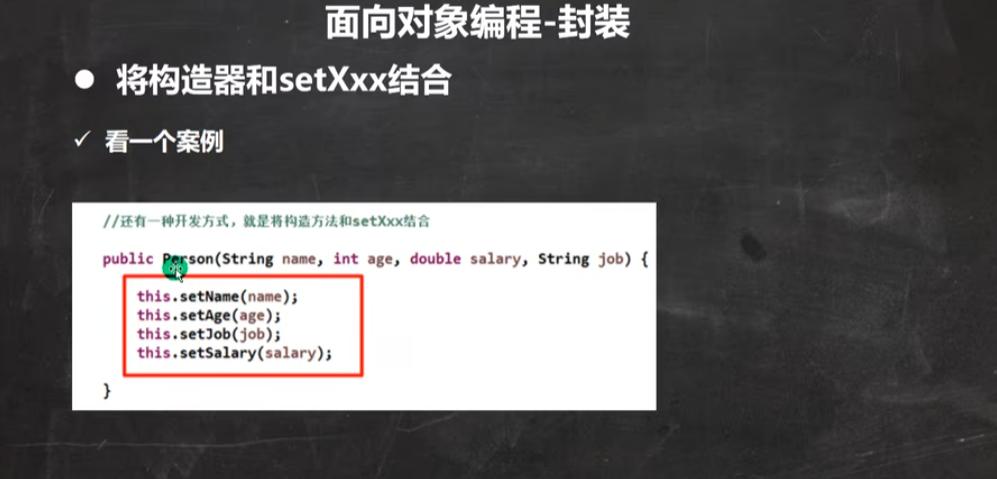 面向对象编程-封装
● 将构造器和setXxx结合
✓ 看一个案例
//还有一种开发方式，就是将构造方法和setXxx结合
public Person(String name, int age, double salary, String job) {
this.setName(name);
this.setAge(age);
this.setJob(job);
this.setSalary(salary);
}